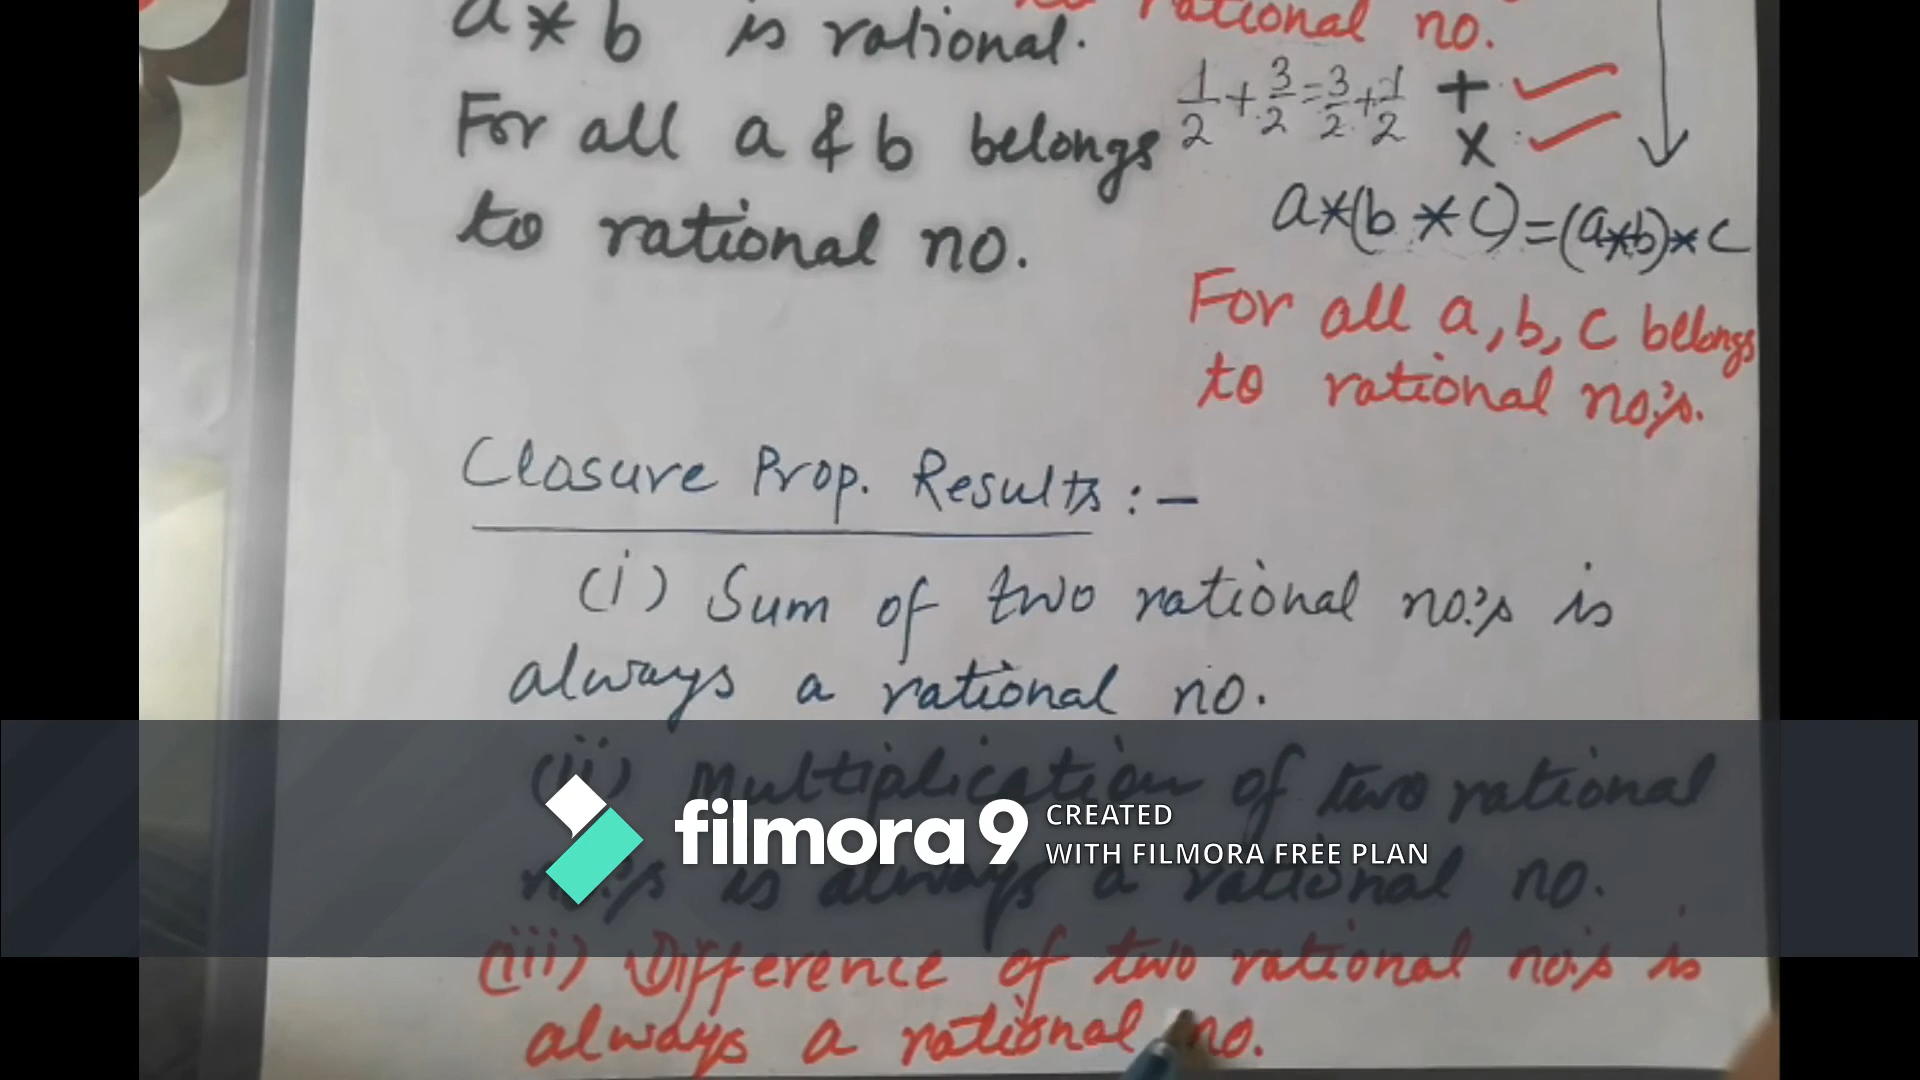 a * b is rational.
For all a & b belongs
to rational no.
to rational no.
1/2 + 3/2 = 3/2 + 1/2
+ ✓
x ✓
a*(b * c) = (a*b)* c
For all a, b, c belongs
to rational no.'s.
Closure Prop. Results :-
(i) Sum of two rational no.'s is
always a rational no.
(ii) Multiplication of two rational
no.'s is always a rational no.
filmora9
CREATED
WITH FILMORA FREE PLAN
(iii) Difference of two rational no.'s is
always a rational no.